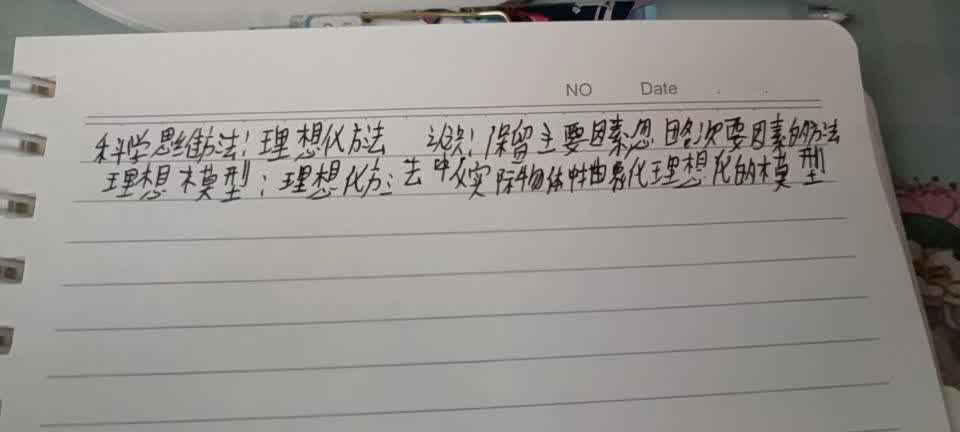 NO Date
科学思维方法:理想化方法 识:保留主要因素忽略次要因素的方法
理想模型:理想化方法中从实际物体中抽象化理想化的模型